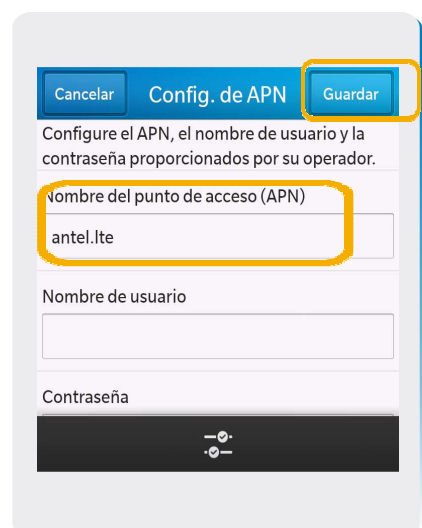 Cancelar Config. de APN Guardar
Configure el APN, el nombre de usuario y la
contraseña proporcionados por su operador.
Nombre del punto de acceso (APN)
antel.lte
Nombre de usuario
Contraseña